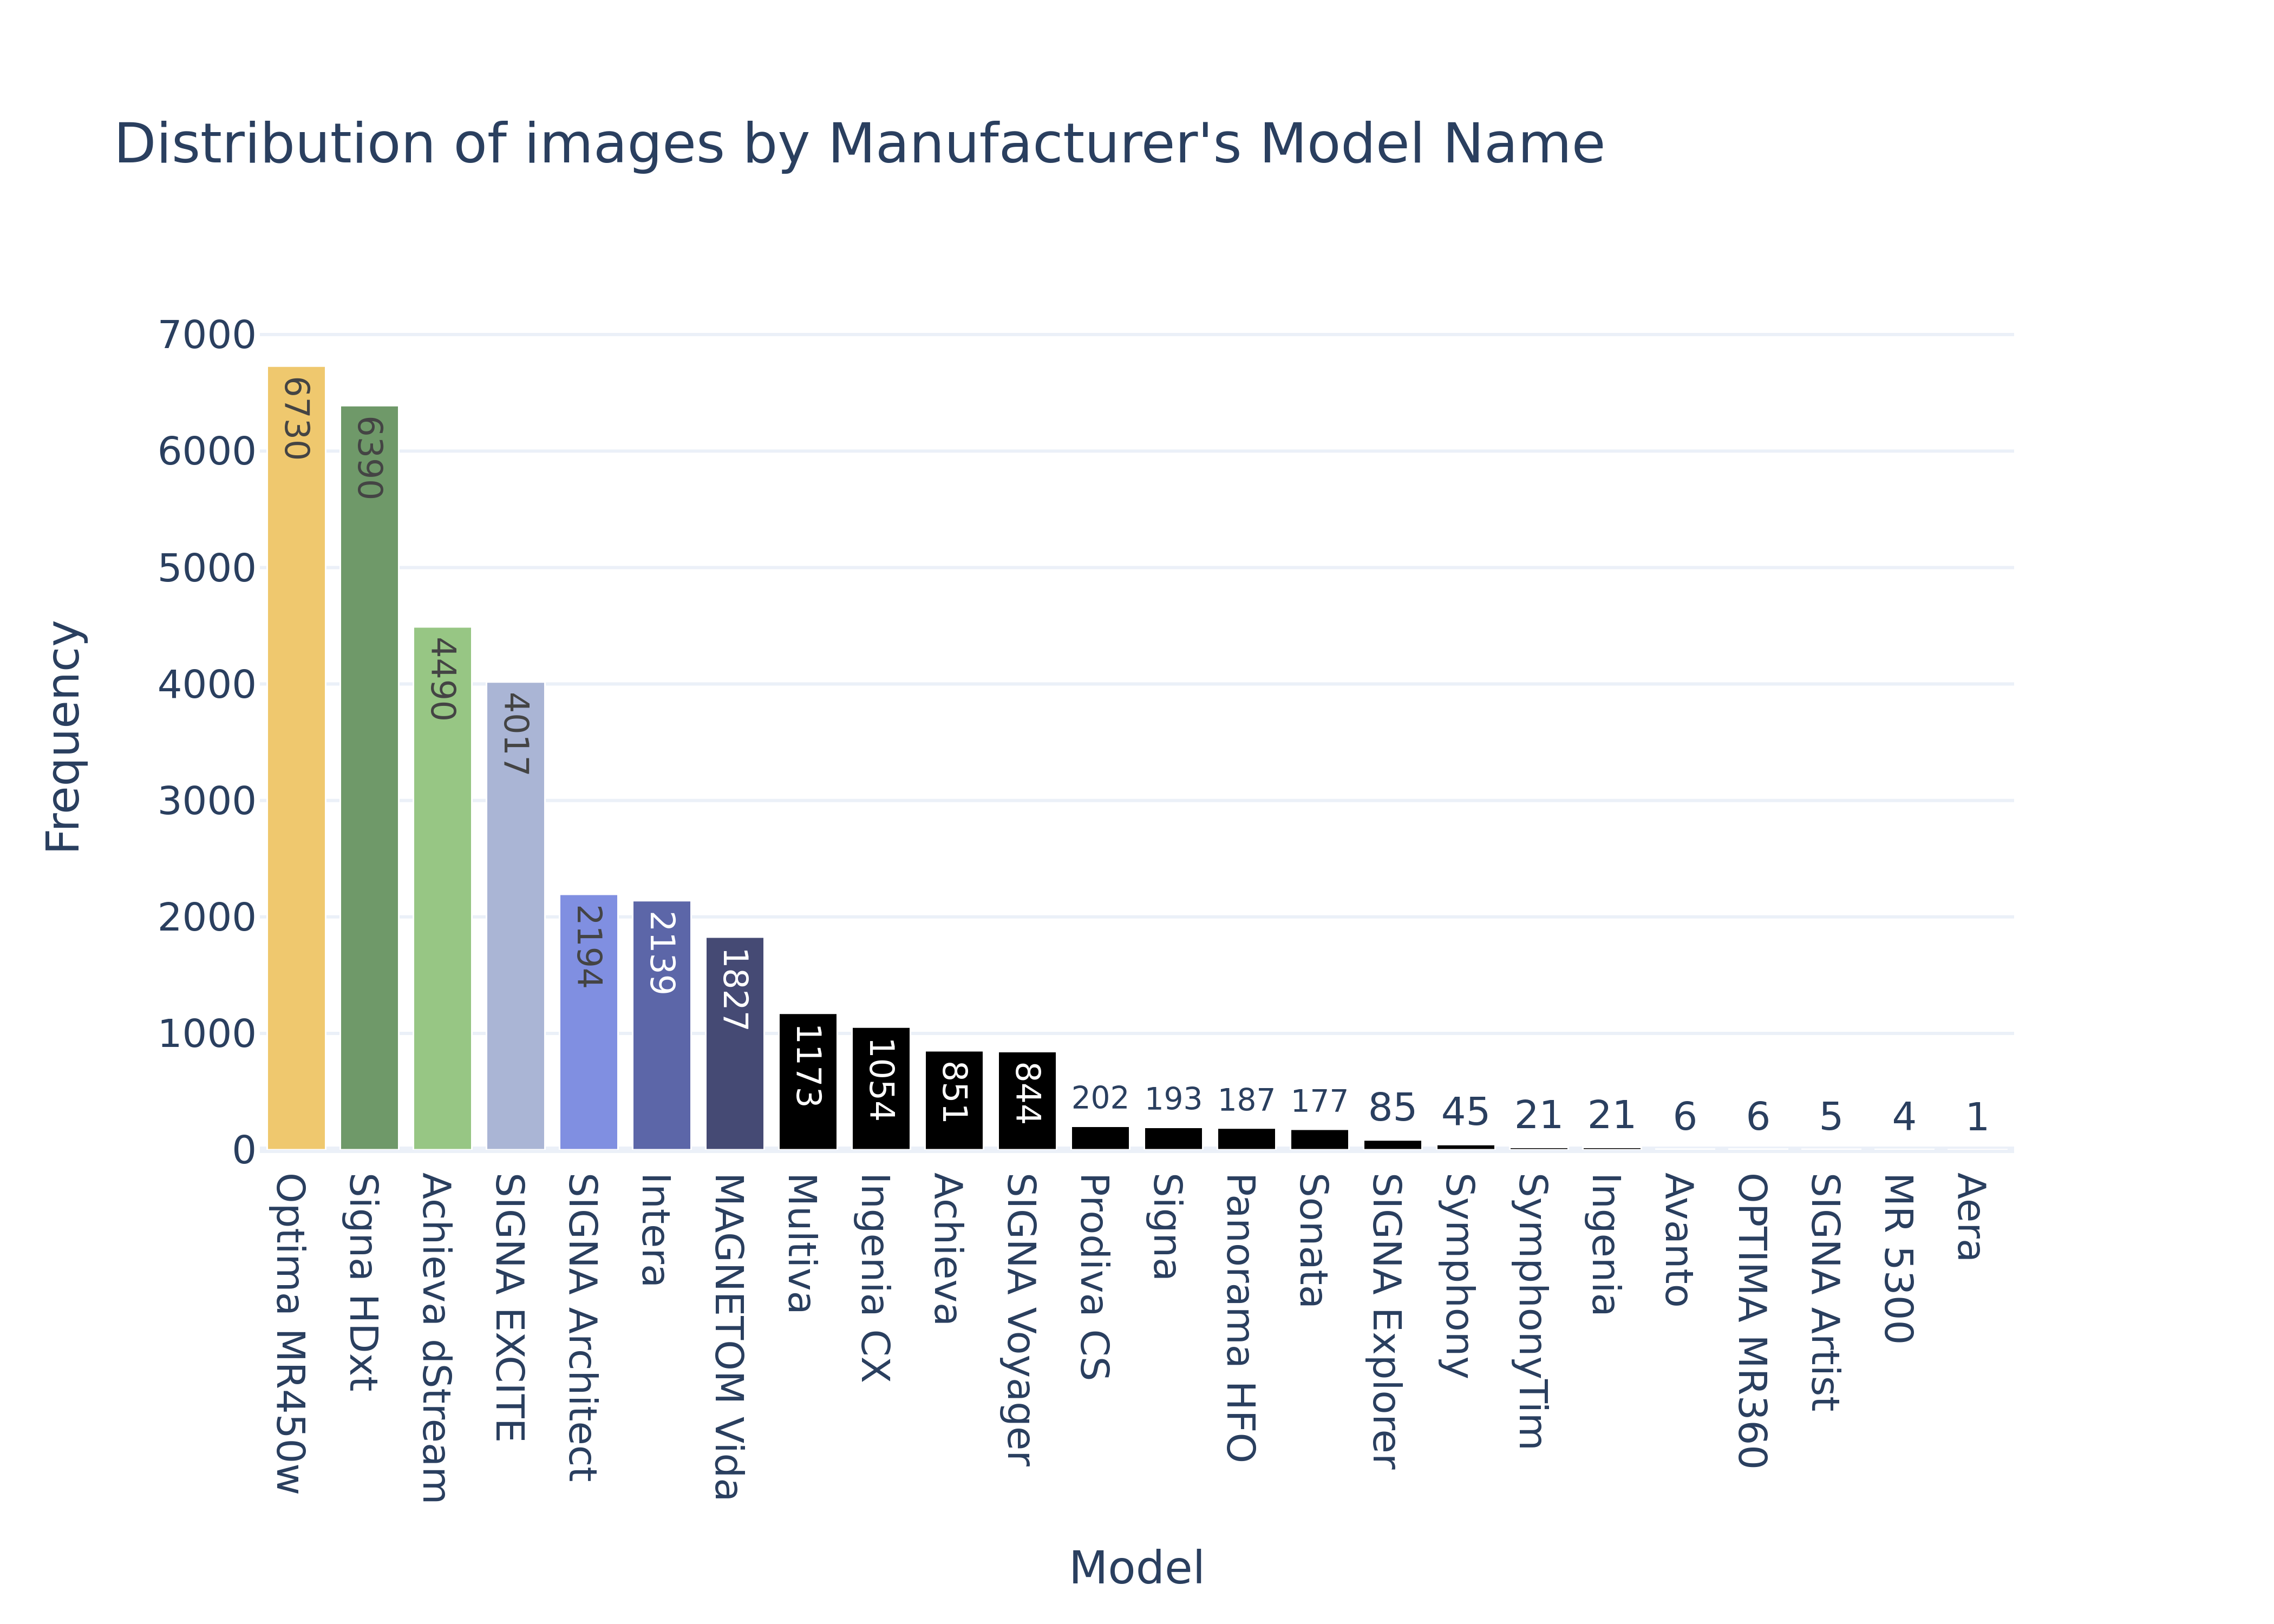 Distribution of images by Manufacturer's Model Name
Frequency
7000
6000
5000
4000
3000
2000
1000
0
6730
6390
4490
4017
2194
2139
1827
1173
1054
851
844
202
193
187
177
85
45
21
21
6
6
5
4
1
Optima MR450w
Signa HDxt
Achieva dStream
SIGNA EXCITE
SIGNA Architect
Intera
MAGNETOM Vida
Multiva
Ingenia CX
Achieva
SIGNA Voyager
Prodiva CS
Signa
Panorama HFO
Sonata
SIGNA Explorer
Symphony
SymphonyTim
Ingenia
Avanto
OPTIMA MR360
SIGNA Artist
MR 5300
Aera
Model